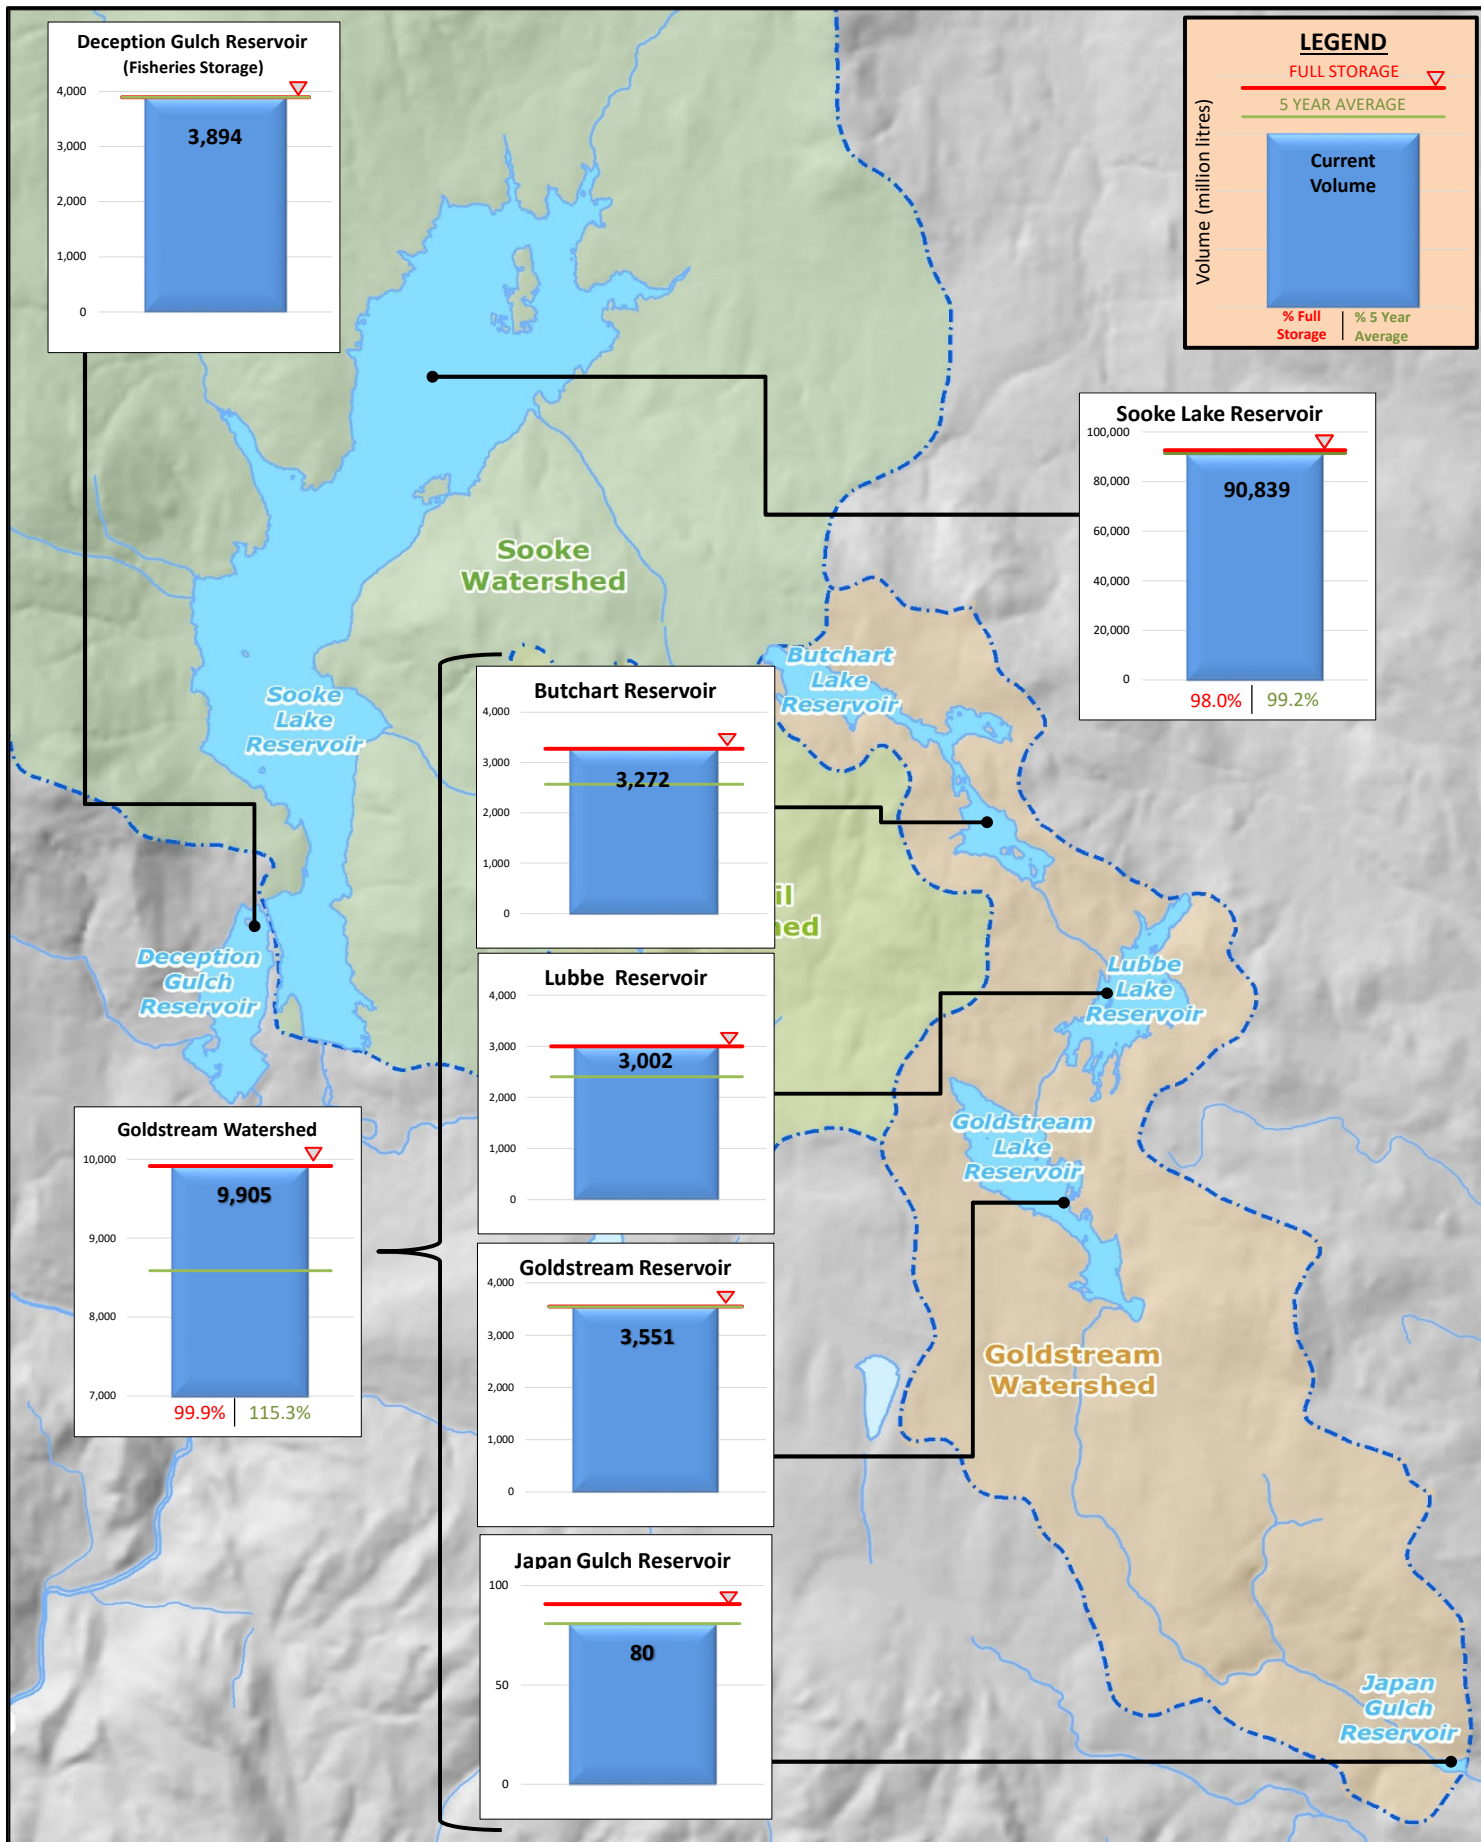 Deception Gulch Reservoir
(Fisheries Storage)
4,000
3,000
2,000
1,000
0
3,894
LEGEND
FULL STORAGE
5 YEAR AVERAGE
Volume (million litres)
Current
Volume
% Full
Storage
% 5 Year
Average
Sooke Lake Reservoir
100,000
80,000
60,000
40,000
20,000
0
90,839
98.0%
99.2%
Sooke
Watershed
Sooke
Lake
Reservoir
Butchart
Lake
Reservoir
Butchart Reservoir
4,000
3,000
2,000
1,000
0
3,272
il
ned
Deception
Gulch
Reservoir
Lubbe
Lake
Reservoir
Lubbe Reservoir
4,000
3,000
2,000
1,000
0
3,002
Goldstream
Lake
Reservoir
Goldstream Watershed
10,000
9,000
8,000
7,000
9,905
99.9%
115.3%
Goldstream Reservoir
4,000
3,000
2,000
1,000
0
3,551
Goldstream
Watershed
Japan Gulch Reservoir
100
50
0
80
Japan
Gulch
Reservoir